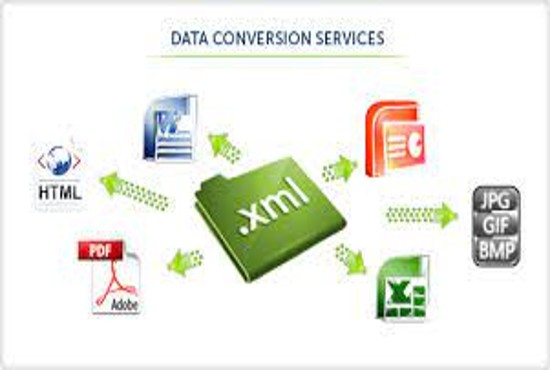 DATA CONVERSION SERVICES
W
HTML
.xml
JPG
GIF
BMP
PDF
Adobe
X